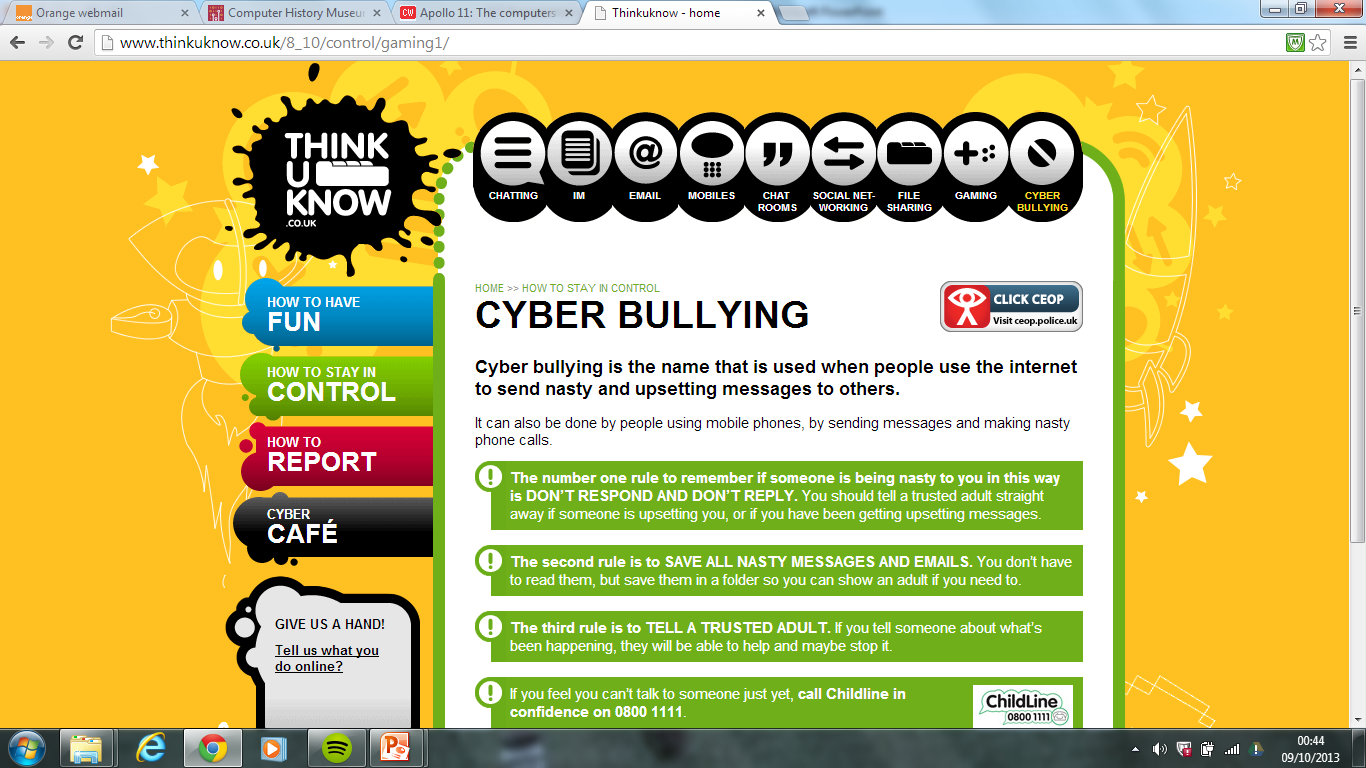 Orange webmail
Computer History Museu
Apollo 11: The computers
Thinkuknow - home
www.thinkuknow.co.uk/8_10/control/gaming1/
THINK
U
KNOW
.CO.UK
CHATTING
IM
EMAIL
MOBILES
CHAT
ROOMS
SOCIAL NET-
WORKING
FILE
SHARING
GAMING
CYBER
BULLYING
HOW TO HAVE
FUN
HOW TO STAY IN
CONTROL
HOW TO
REPORT
CYBER
CAFÉ
GIVE US A HAND!
Tell us what you
do online?
HOME >> HOW TO STAY IN CONTROL
CYBER BULLYING
CLICK CEOP
Visit ceop.police.uk
Cyber bullying is the name that is used when people use the internet
to send nasty and upsetting messages to others.
It can also be done by people using mobile phones, by sending messages and making nasty
phone calls.
The number one rule to remember if someone is being nasty to you in this way
is DON'T RESPOND AND DON'T REPLY. You should tell a trusted adult straight
away if someone is upsetting you, or if you have been getting upsetting messages.
The second rule is to SAVE ALL NASTY MESSAGES AND EMAILS. You don't have
to read them, but save them in a folder so you can show an adult if you need to.
The third rule is to TELL A TRUSTED ADULT. If you tell someone about what's
been happening, they will be able to help and maybe stop it.
If you feel you can't talk to someone just yet, call Childline in
confidence on 0800 1111.
ChildLine
0800 1111
00:44
09/10/2013